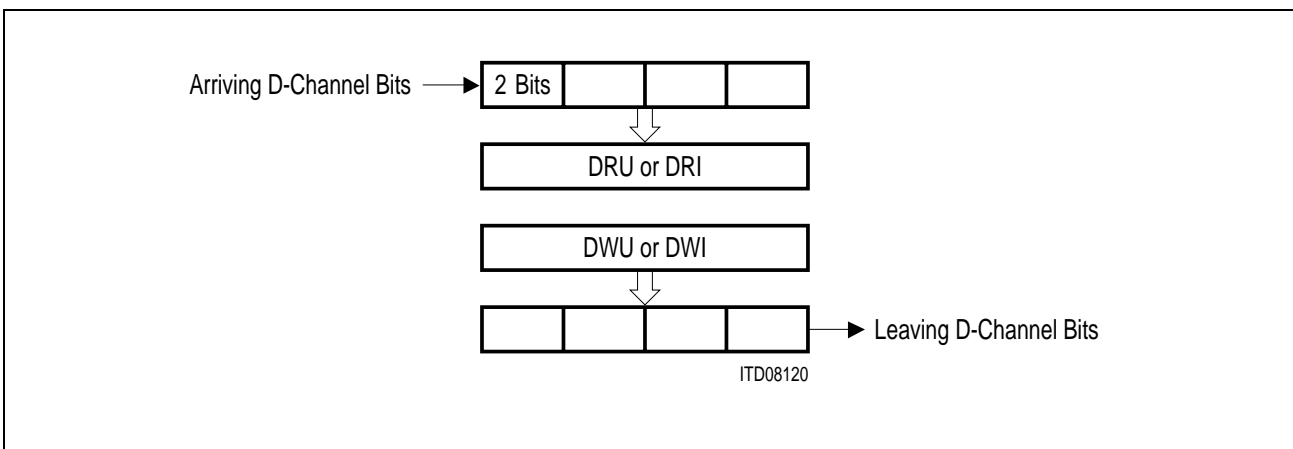 Arriving D-Channel Bits
2 Bits
DRU or DRI
DWU or DWI
Leaving D-Channel Bits
ITD08120